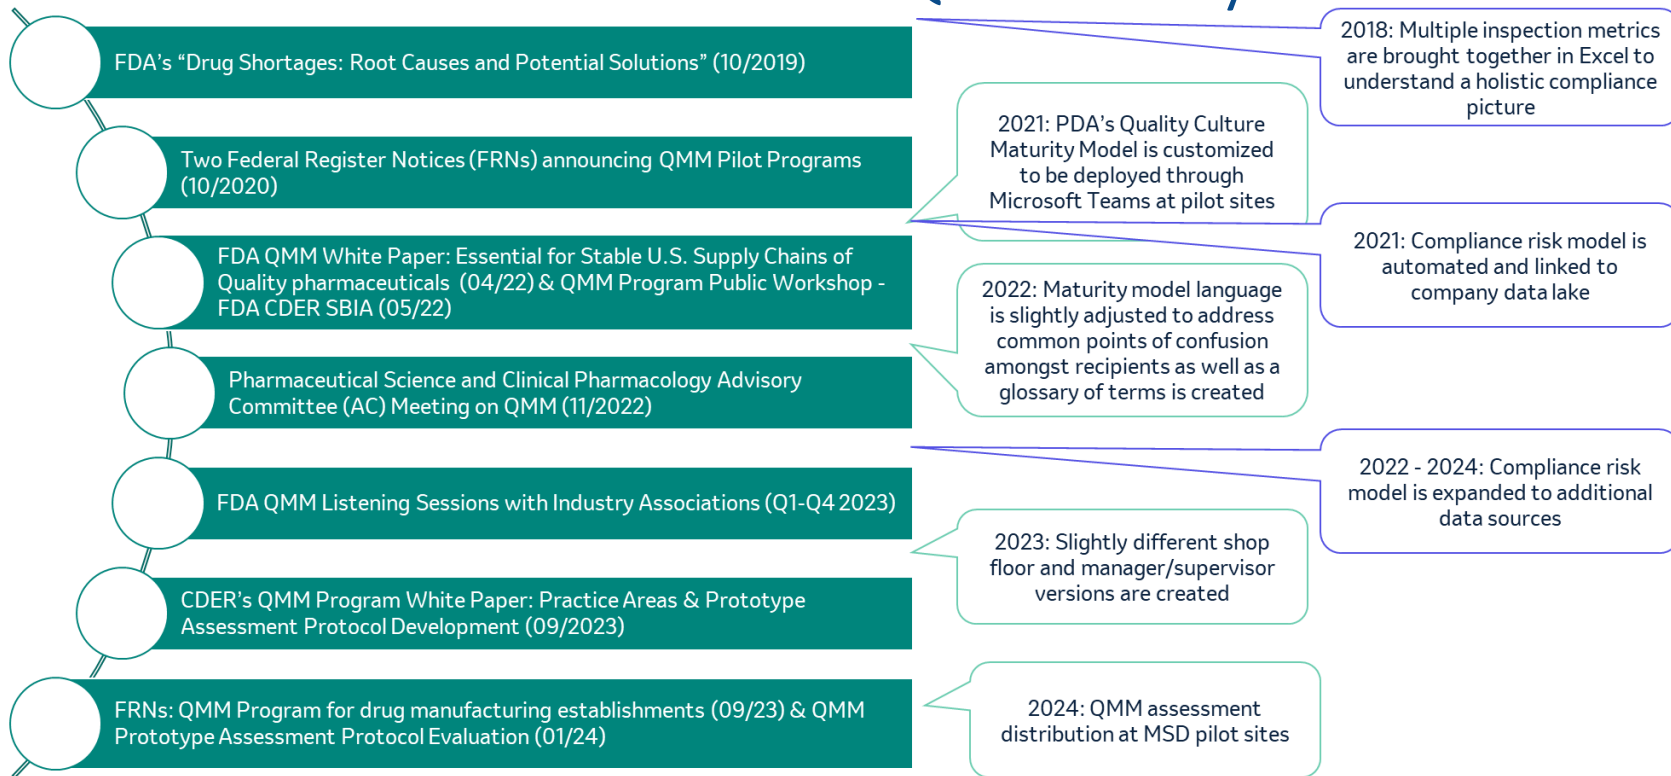 FDA's “Drug Shortages: Root Causes and Potential Solutions” (10/2019)
Two Federal Register Notices (FRNs) announcing QMM Pilot Programs
(10/2020)
FDA QMM White Paper: Essential for Stable U.S. Supply Chains of
Quality pharmaceuticals (04/22) & QMM Program Public Workshop -
FDA CDER SBIA (05/22)
Pharmaceutical Science and Clinical Pharmacology Advisory
Committee (AC) Meeting on QMM (11/2022)
FDA QMM Listening Sessions with Industry Associations (Q1-Q4 2023)
CDER's QMM Program White Paper: Practice Areas & Prototype
Assessment Protocol Development (09/2023)
FRNs: QMM Program for drug manufacturing establishments (09/23) & QMM
Prototype Assessment Protocol Evaluation (01/24)
2021: PDA's Quality Culture
Maturity Model is customized
to be deployed through
Microsoft Teams at pilot sites
2022: Maturity model language
is slightly adjusted to address
common points of confusion
amongst recipients as well as a
glossary of terms is created
2023: Slightly different shop
floor and manager/supervisor
versions are created
2024: QMM assessment
distribution at MSD pilot sites
2018: Multiple inspection metrics
are brought together in Excel to
understand a holistic compliance
picture
2021: Compliance risk model is
automated and linked to
company data lake
2022 - 2024: Compliance risk
model is expanded to additional
data sources